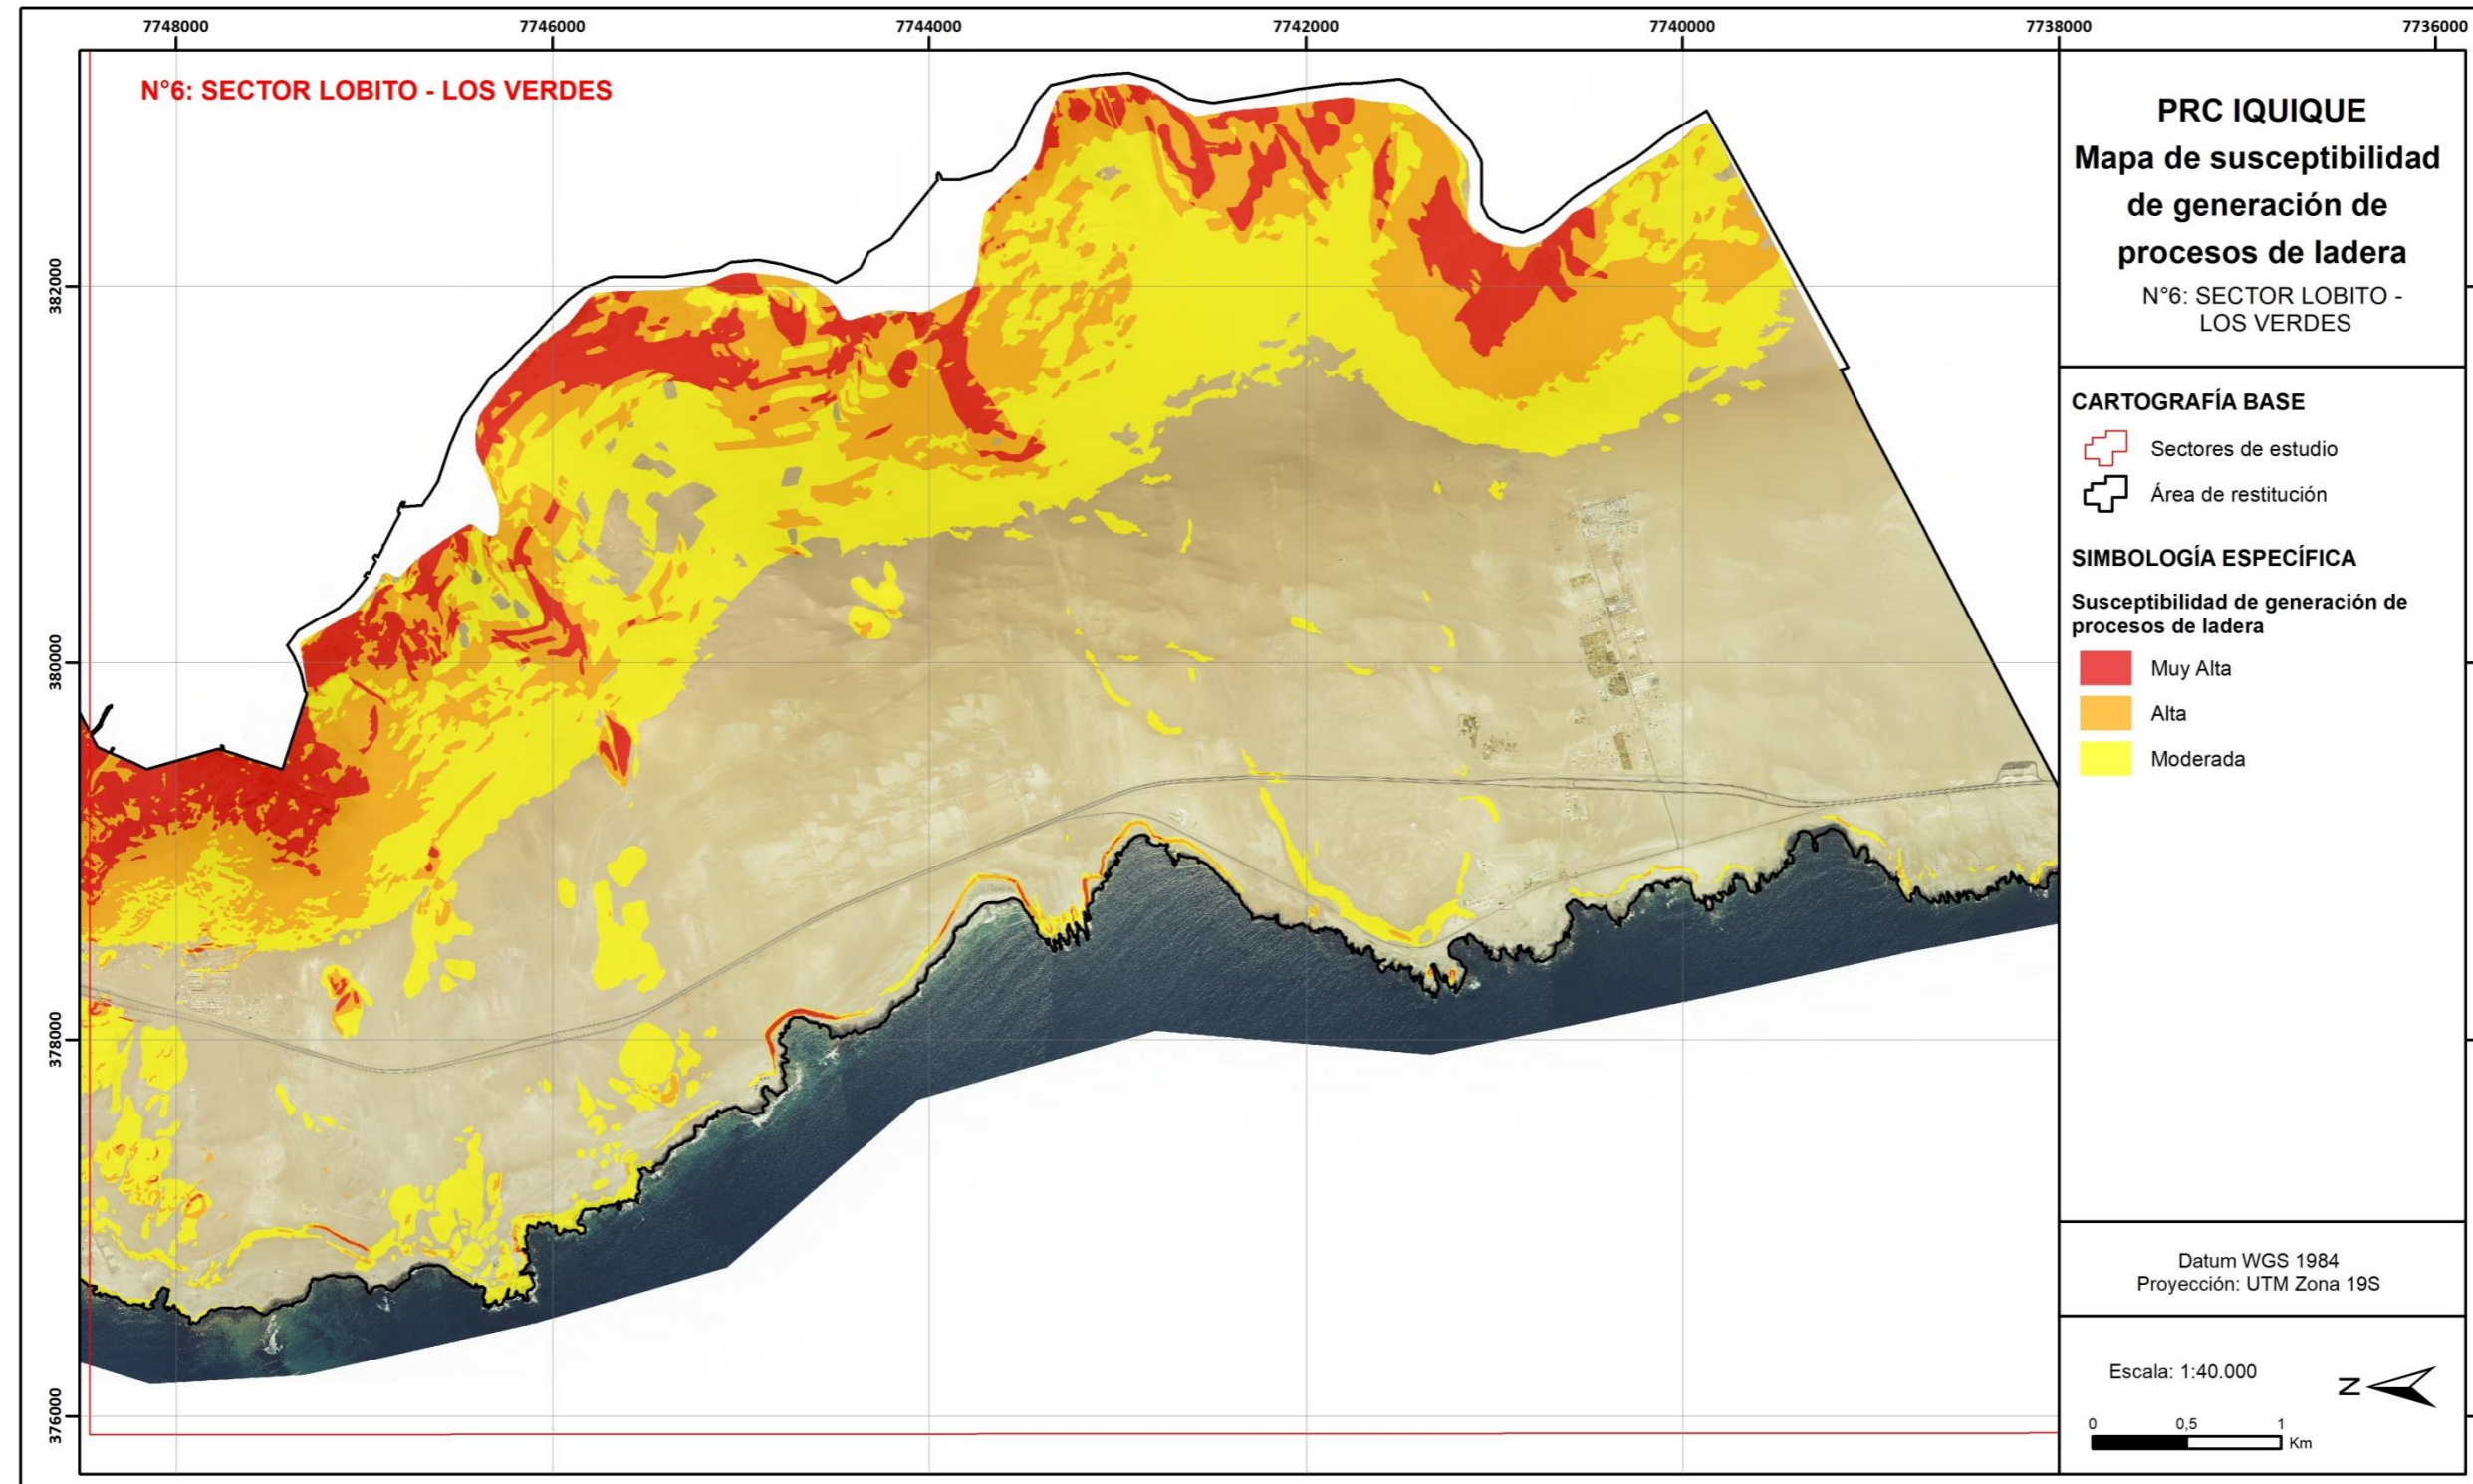 7748000 7746000 7744000 7742000 7740000 7738000 7736000
N°6: SECTOR LOBITO - LOS VERDES
382000
380000
378000
376000
PRC IQUIQUE
Mapa de susceptibilidad
de generación de
procesos de ladera
N°6: SECTOR LOBITO -
LOS VERDES
CARTOGRAFÍA BASE
Sectores de estudio
Área de restitución
SIMBOLOGÍA ESPECÍFICA
Susceptibilidad de generación de
procesos de ladera
Muy Alta
Alta
Moderada
Datum WGS 1984
Proyección: UTM Zona 19S
Escala: 1:40.000
N
0 0,5 1
Km